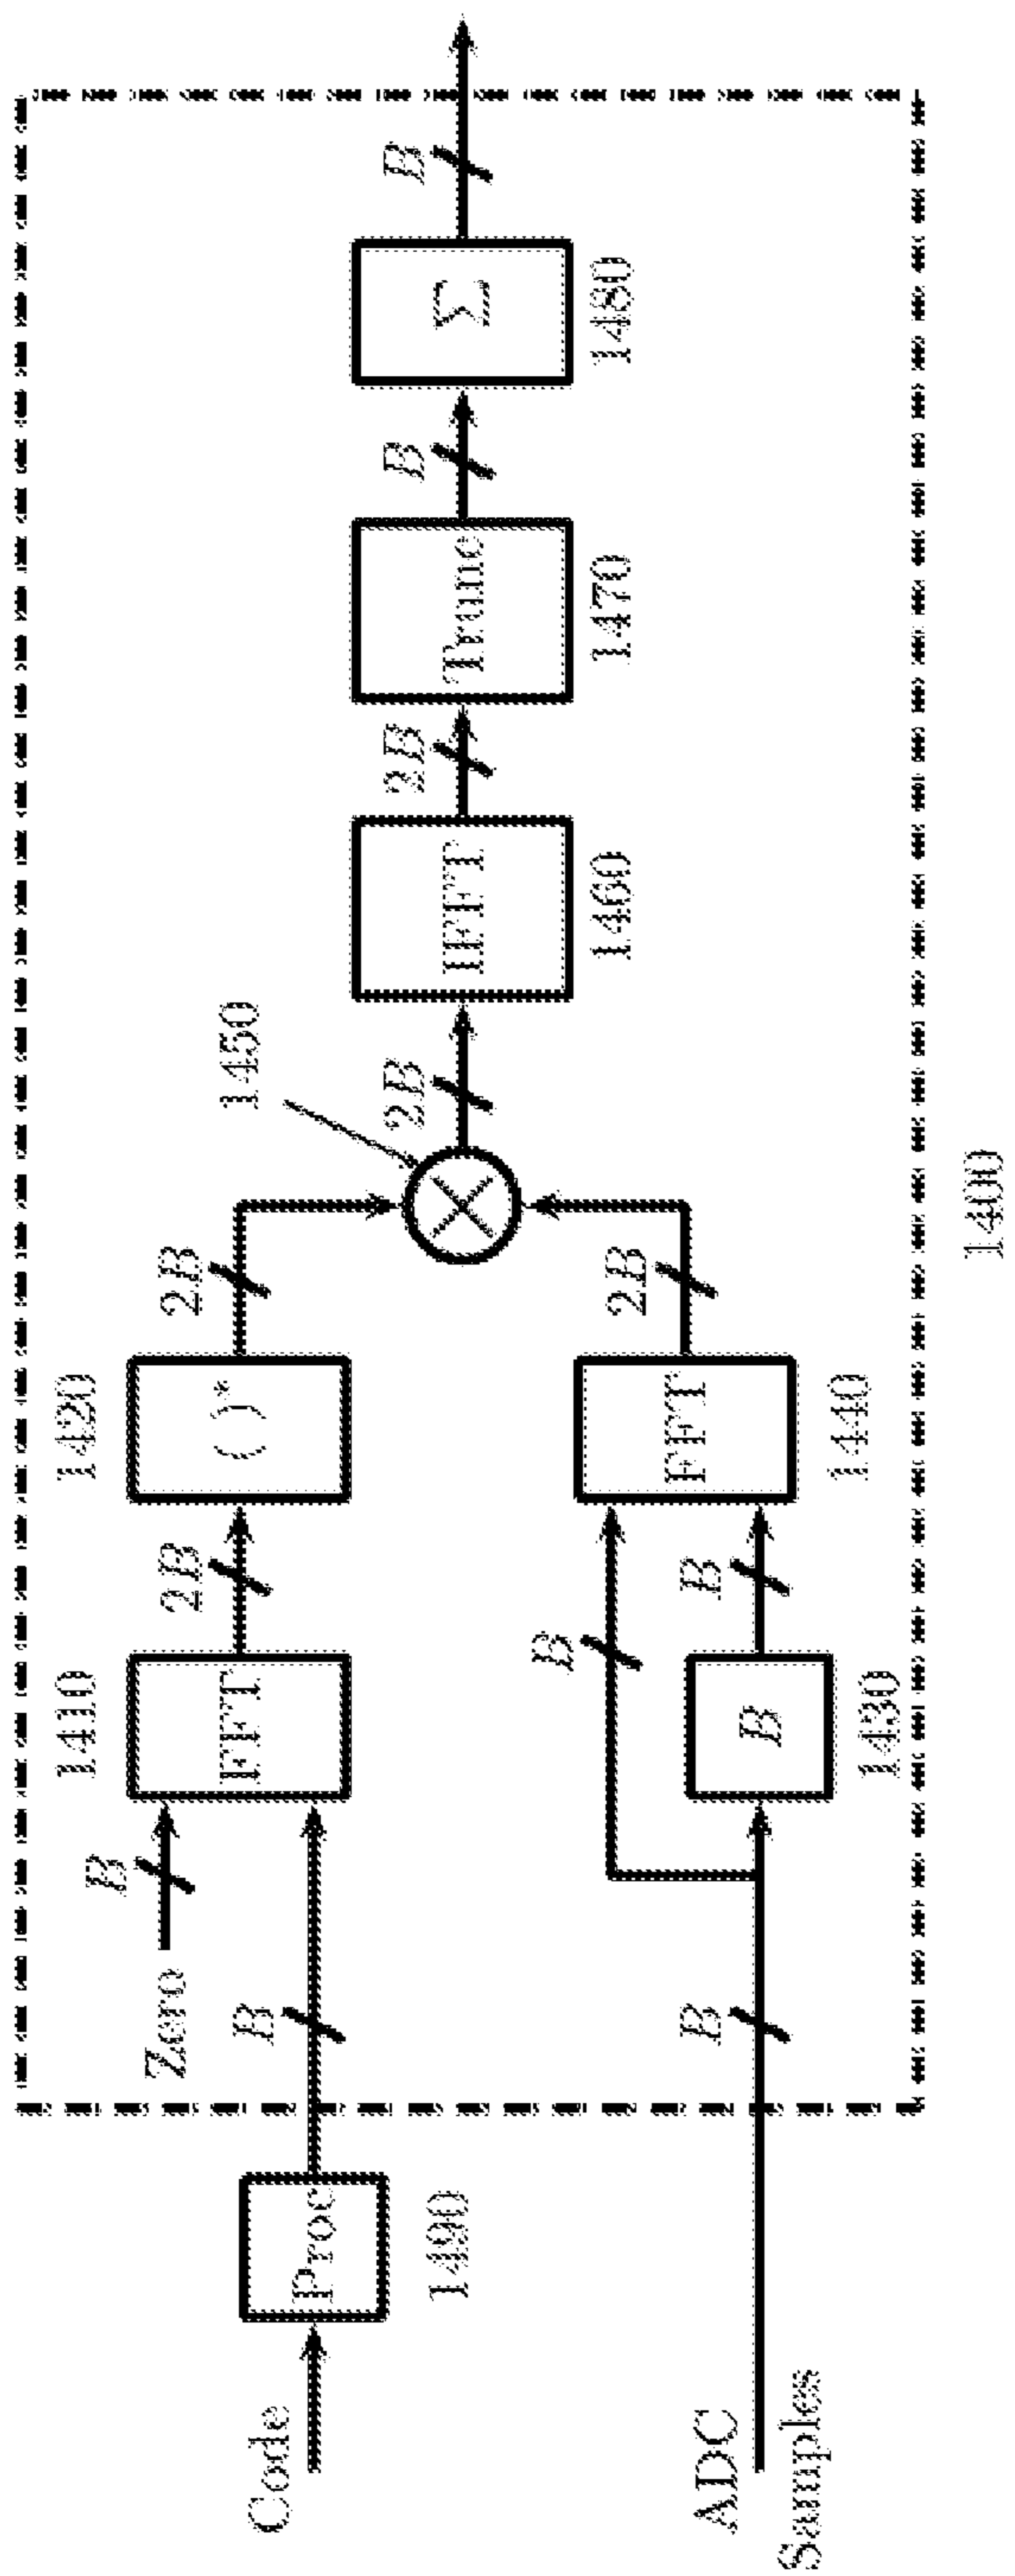 Code
Proc
1490
Zero
B
B
FFT
1410
2B
( )*
1420
2B
ADC
Samples
B
B
B
1430
B
FFT
1440
2B
1450
2B
IFFT
1460
2B
Trunc
1470
B
Σ
1480
B
1400